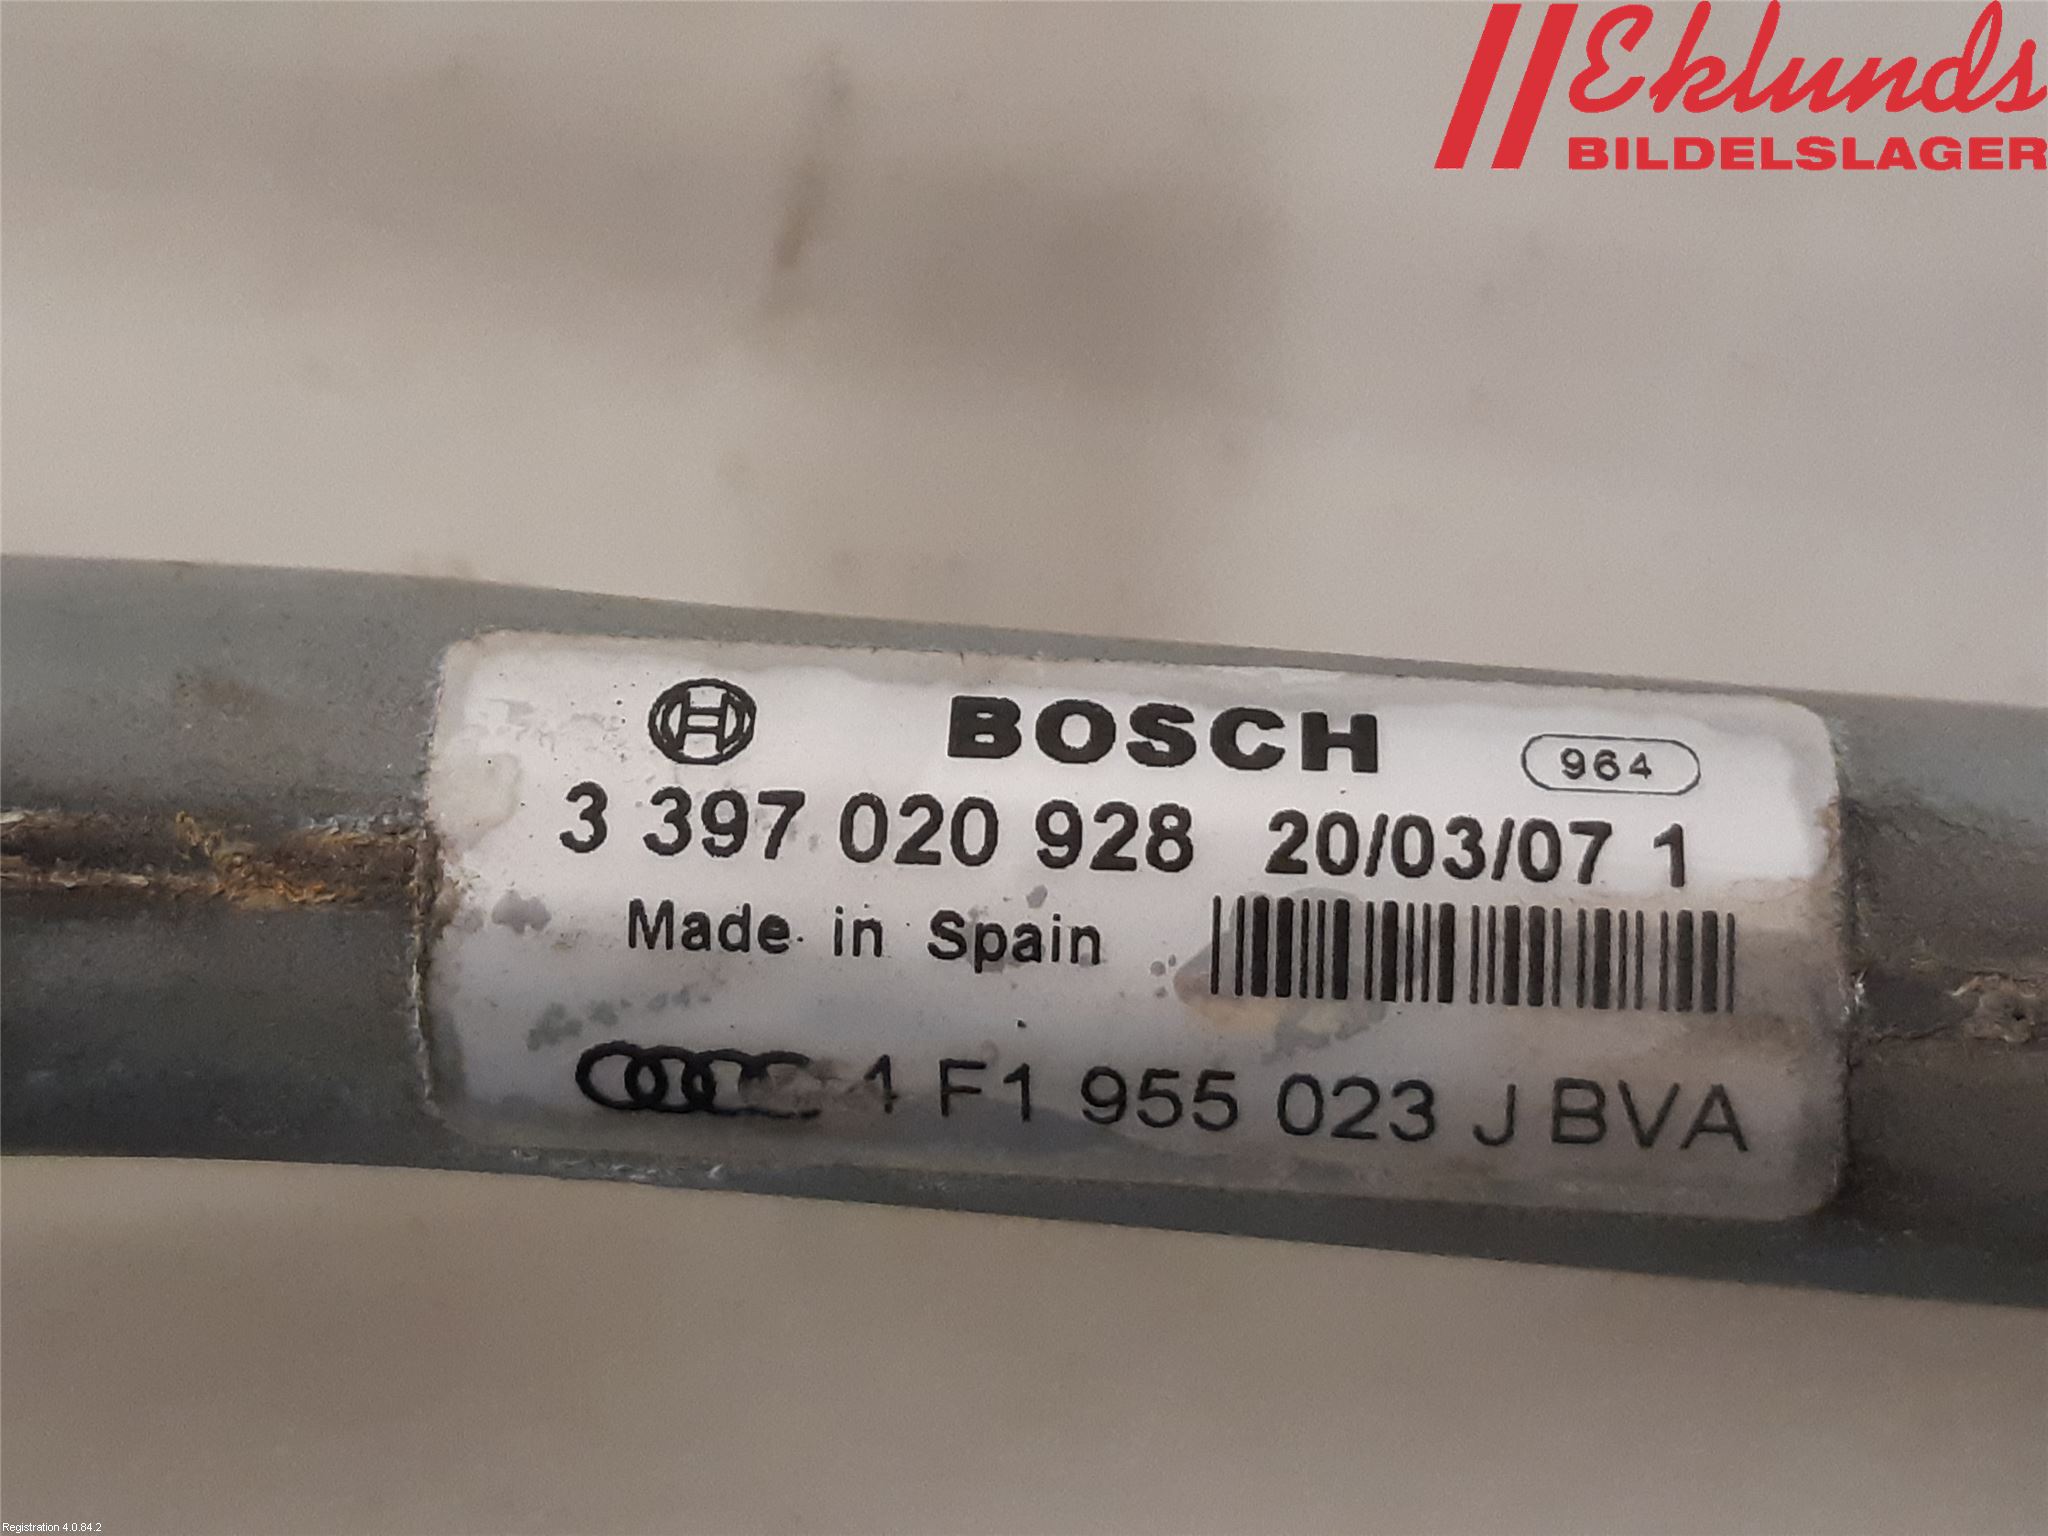 Eklunds
BILDELSLAGER
BOSCH 964
3 397 020 928 20/03/07 1
Made in Spain
F1 955 023 J BVA
Registration 4.0.84.2